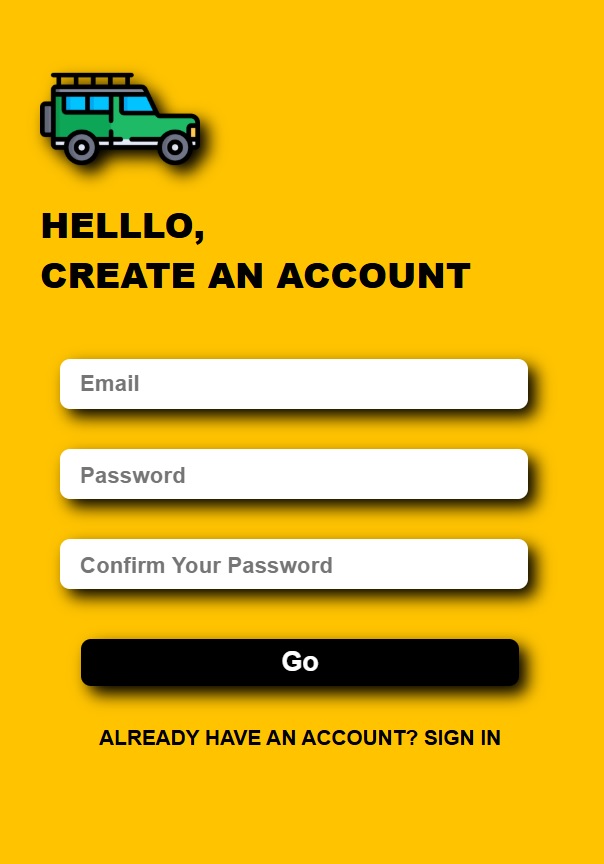 HELLLO,
CREATE AN ACCOUNT
Email
Password
Confirm Your Password
Go
ALREADY HAVE AN ACCOUNT? SIGN IN